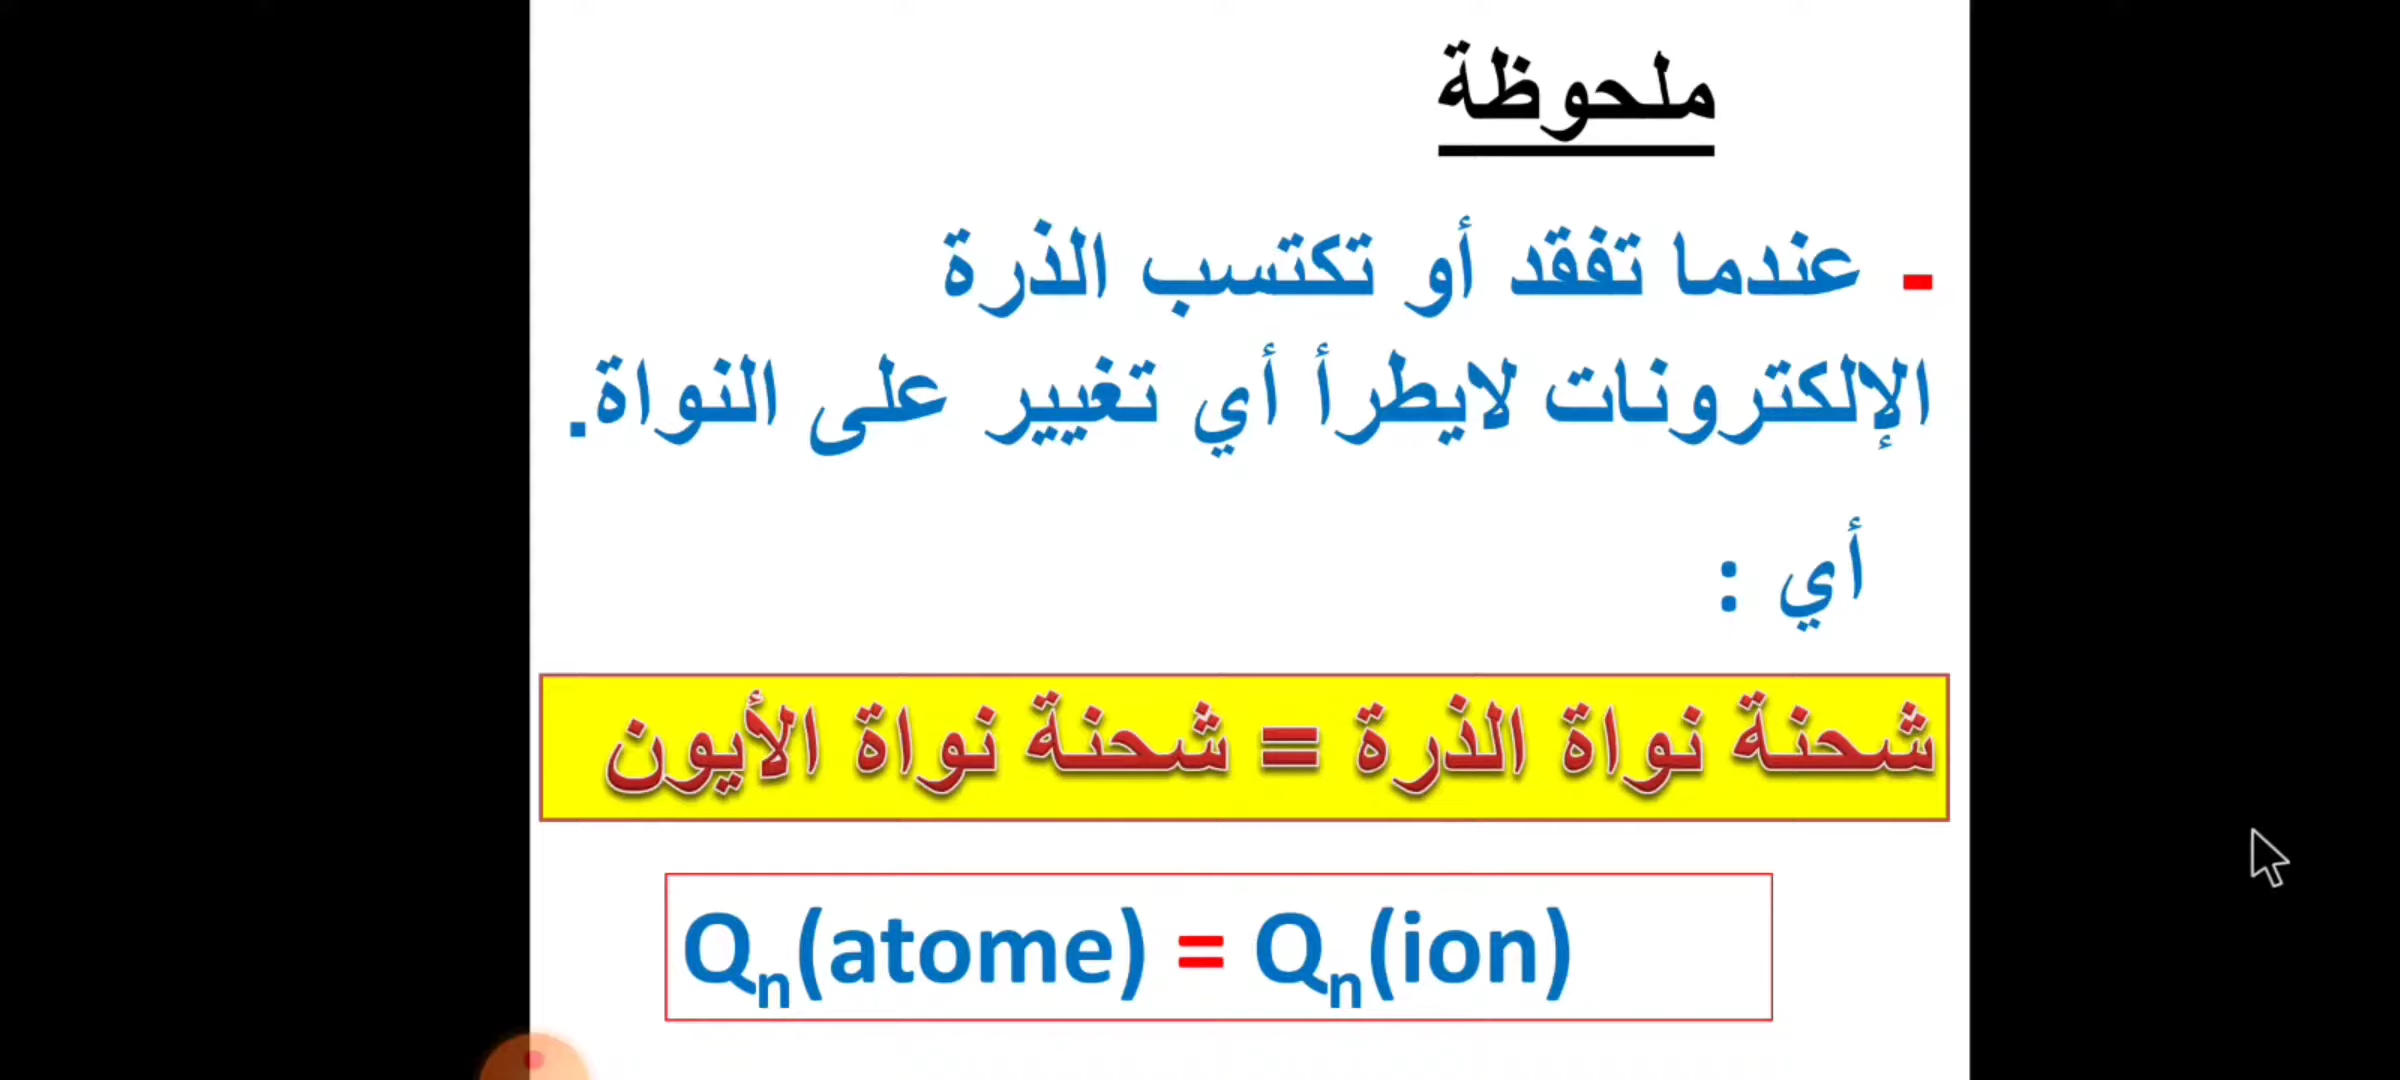 ملحوظة
- عندما تفقد أو تكتسب الذرة
الإلكترونات لايطرأ أي تغيير على النواة.
أي :
شحنة نواة الذرة = شحنة نواة الأيون
Qn(atome) = Qn(ion)